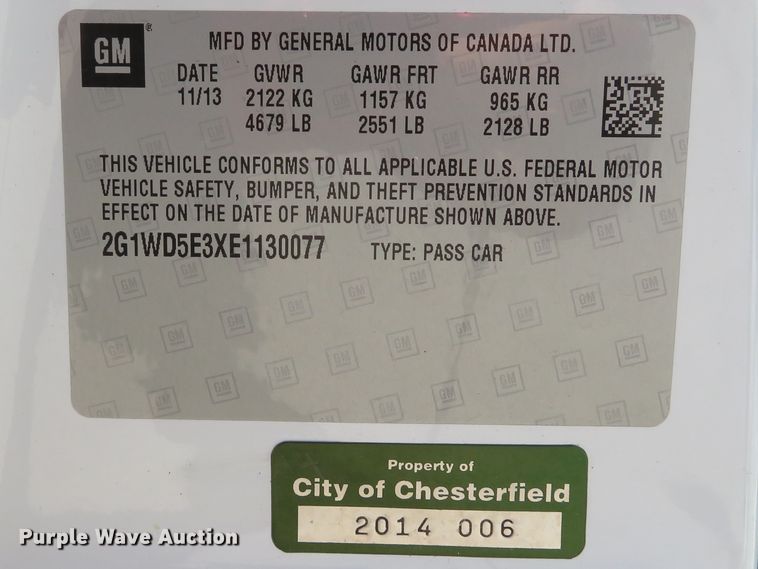 GM
MFD BY GENERAL MOTORS OF CANADA LTD.
DATE GVWR GAWR FRT GAWR RR
11/13 2122 KG 1157 KG 965 KG
4679 LB 2551 LB 2128 LB
THIS VEHICLE CONFORMS TO ALL APPLICABLE U.S. FEDERAL MOTOR
VEHICLE SAFETY, BUMPER, AND THEFT PREVENTION STANDARDS IN
EFFECT ON THE DATE OF MANUFACTURE SHOWN ABOVE.
2G1WD5E3XE1130077 TYPE: PASS CAR
Property of
City of Chesterfield
2014 006
Purple Wave Auction